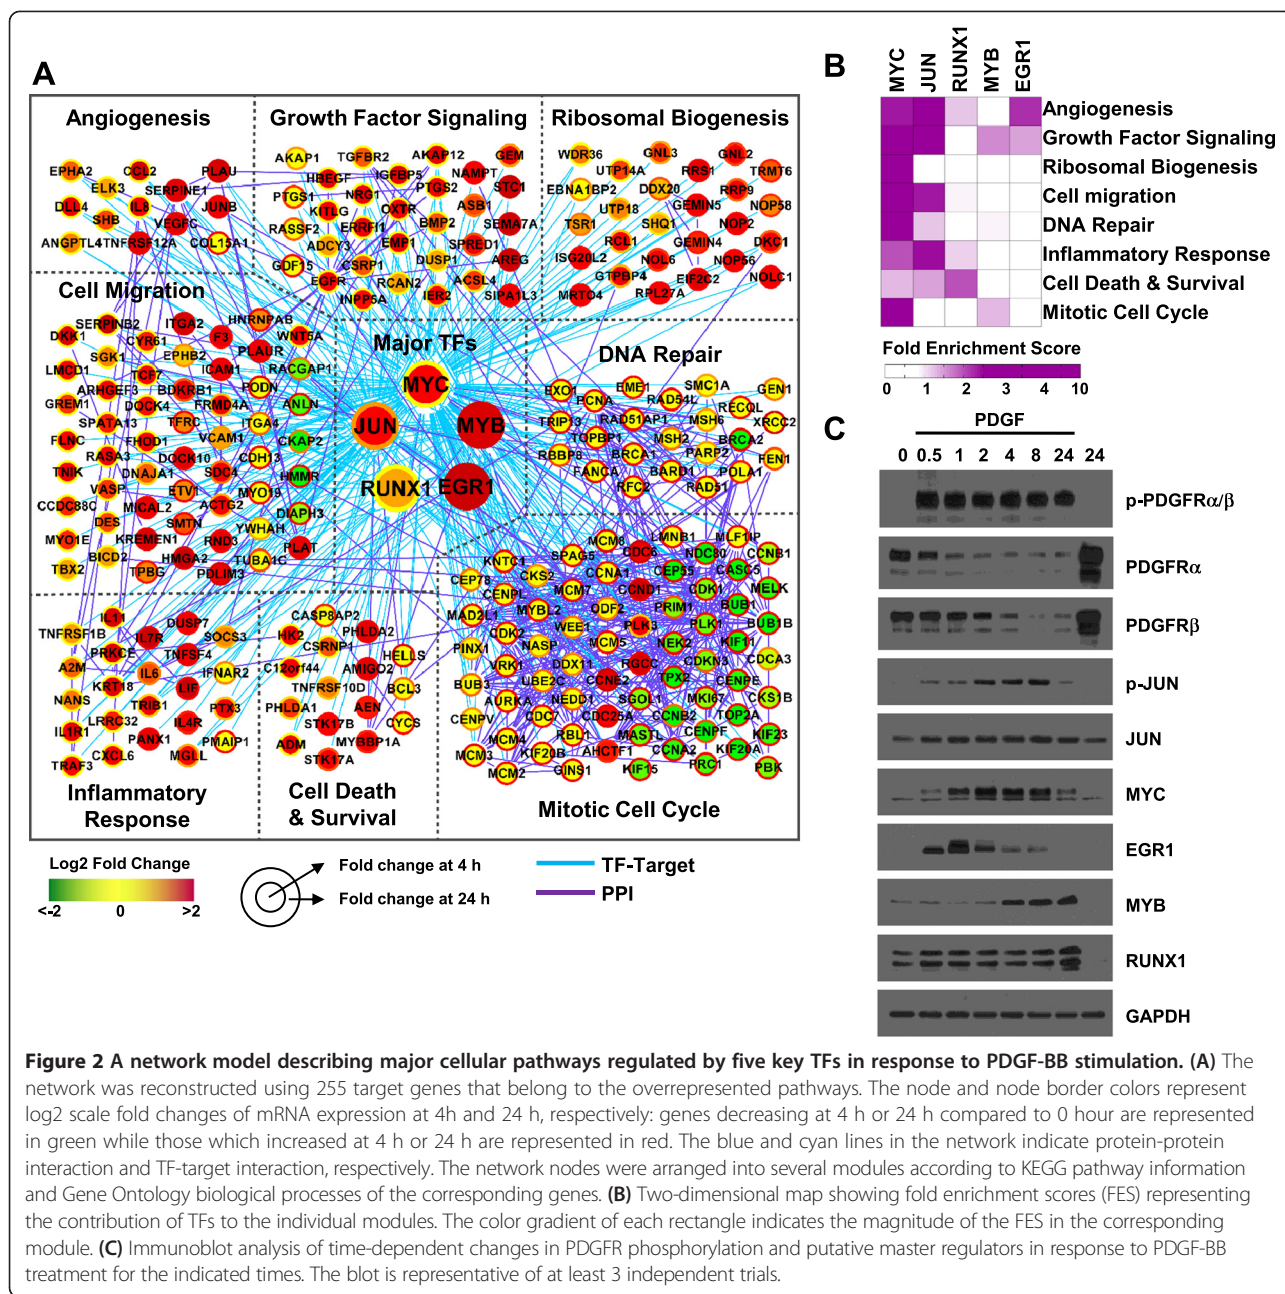 A
Angiogenesis
Growth Factor Signaling
Ribosomal Biogenesis
EPHA2
CCL2
PLAU
ELK3
SERPINE1
DLL4
IL8
JUNB
SHB
VEGFC
ANGPTL4
TNFRSF12A
COL15A1
AKAP1
TGFBR2
AKAP12
GEM
HBEGF
IGFBP5
NAMPT
PTGS1
NRG1
PTGS2
STC1
KITLG
OXTR
ASB1
RASSF2
ERRFI1
BMP2
SEMA7A
ADCY3
EMP1
SPRED1
GDF15
CSRP1
DUSP1
AREG
EGFR
RCAN2
ACSL4
INPP5A
IER2
SIPA1L3
WDR36
GNL3
GNL2
UTP14A
RRS1
TRMT6
EBNA1BP2
DDX20
RRP9
UTP18
GEMIN5
NOP58
TSR1
SHQ1
NOP2
RCL1
GEMIN4
DKC1
ISG20L2
NOL6
NOP56
GTPBP4
EIF2C2
NOLC1
MRTO4
RPL27A
Cell Migration
SERPINB2
ITGA2
HNRNPAB
DKK1
CYR61
F3
WNT5A
SGK1
EPHB2
PLAUR
LMCD1
TCF7
ICAM1
RACGAP1
ARHGEF3
BDKRB1
PODN
GREM1
DOCK4
FRMD4A
ANLN
SPATA13
TFRC
ITGA4
FLNC
FHOD1
VCAM1
CKAP2
RASA3
DOCK10
CDH13
TNIK
DNAJA1
SDC4
HMMR
VASP
ETV1
MYO19
CCDC88C
MICAL2
ACTG2
DIAPH3
DES
SMTN
YWHAH
MYO1E
KREMEN1
RND3
PLAT
BICD2
HMGA2
TUBA1C
TBX2
TPBG
PDLIM3
Major TFs
MYC
JUN
MYB
RUNX1
EGR1
DNA Repair
EXO1
EME1
SMC1A
GEN1
PCNA
RAD54L
RECQL
TRIP13
RAD51AP1
MSH6
XRCC2
TOPBP1
MSH2
BRCA2
RBBP8
BRCA1
PARP2
FEN1
FANCA
BARD1
POLA1
RFC2
RAD51
MCM8
LMNB1
MLF1IP
KNTC1
SPAG5
CDC6
NDC80
CCNB1
CEP78
CKS2
CCNA1
CEP55
CASC5
CENPL
MCM7
CCND1
CDK1
MELK
MAD2L1
MYBL2
ODF2
PRIM1
BUB1
CDK2
WEE1
PLK3
PLK1
BUB1B
PINX1
NASP
MCM5
NEK2
KIF11
VRK1
DDX11
RGCC
CDKN3
CDCA3
BUB3
UBE2C
CCNE2
TPX2
CENPE
AURKA
NEDD1
SGOL1
MKI67
CKS1B
CENPV
CDC7
CDC25A
CCNB2
TOP2A
MCM4
RBL1
MASTL
CENPF
KIF23
MCM3
KIF20B
AHCTF1
CCNA2
KIF20A
MCM2
GINS1
KIF15
PRC1
PBK
Mitotic Cell Cycle
IL11
DUSP7
TNFRSF1B
IL7R
SOCS3
PRKCE
TNFSF4
A2M
IL6
IFNAR2
KRT18
LIF
NANS
TRIB1
PTX3
LRRC32
IL4R
IL1R1
PANX1
PMAIP1
CXCL6
MGLL
TRAF3
Inflammatory
Response
CASP8AP2
HK2
PHLDA2
CSRNP1
HELLS
C12orf44
AMIGO2
TNFRSF10D
BCL3
PHLDA1
AEN
STK17B
CYCS
ADM
MYBBP1A
STK17A
Cell Death
& Survival
Log2 Fold Change
<-2 0 >2
Fold change at 4 h
Fold change at 24 h
TF-Target
PPI
B
MYC
JUN
RUNX1
MYB
EGR1
Angiogenesis
Growth Factor Signaling
Ribosomal Biogenesis
Cell migration
DNA Repair
Inflammatory Response
Cell Death & Survival
Mitotic Cell Cycle
Fold Enrichment Score
0 1 2 3 4 10
C
PDGF
0 0.5 1 2 4 8 24 24
p-PDGFRα/β
PDGFRα
PDGFRβ
p-JUN
JUN
MYC
EGR1
MYB
RUNX1
GAPDH
Figure 2 A network model describing major cellular pathways regulated by five key TFs in response to PDGF-BB stimulation. (A) The
network was reconstructed using 255 target genes that belong to the overrepresented pathways. The node and node border colors represent
log2 scale fold changes of mRNA expression at 4h and 24 h, respectively: genes decreasing at 4 h or 24 h compared to 0 hour are represented
in green while those which increased at 4 h or 24 h are represented in red. The blue and cyan lines in the network indicate protein-protein
interaction and TF-target interaction, respectively. The network nodes were arranged into several modules according to KEGG pathway information
and Gene Ontology biological processes of the corresponding genes. (B) Two-dimensional map showing fold enrichment scores (FES) representing
the contribution of TFs to the individual modules. The color gradient of each rectangle indicates the magnitude of the FES in the corresponding
module. (C) Immunoblot analysis of time-dependent changes in PDGFR phosphorylation and putative master regulators in response to PDGF-BB
treatment for the indicated times. The blot is representative of at least 3 independent trials.